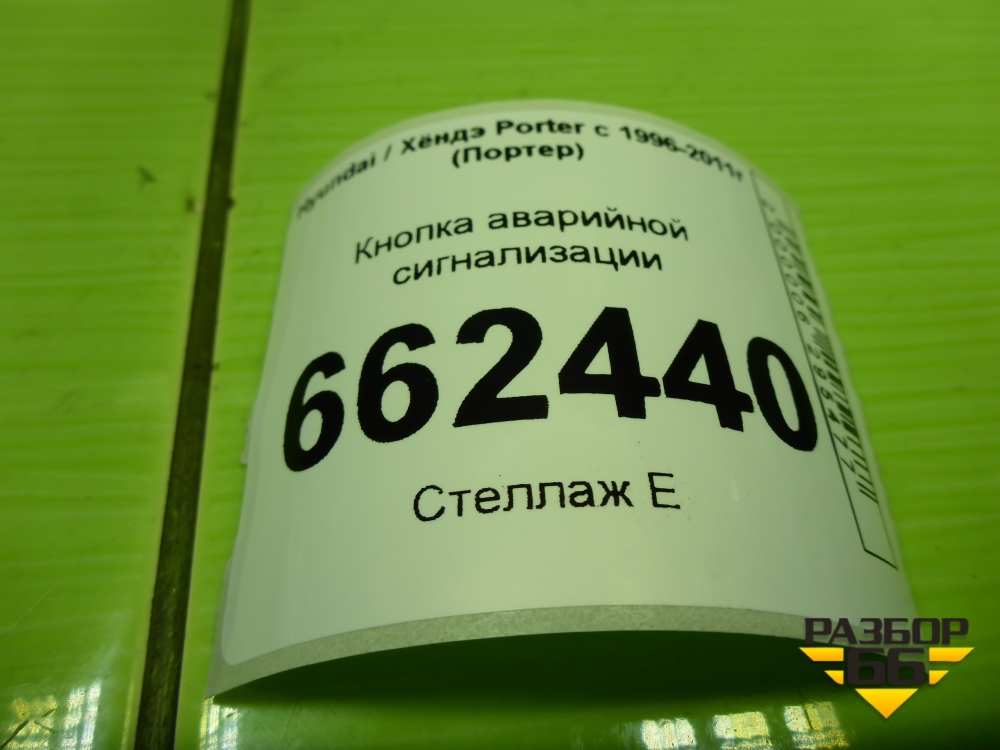 Hyundai / Хёндэ Porter с 1996-2011г
(Портер)
Кнопка аварийной
сигнализации
662440
Стеллаж Е
РАЗБОР
66